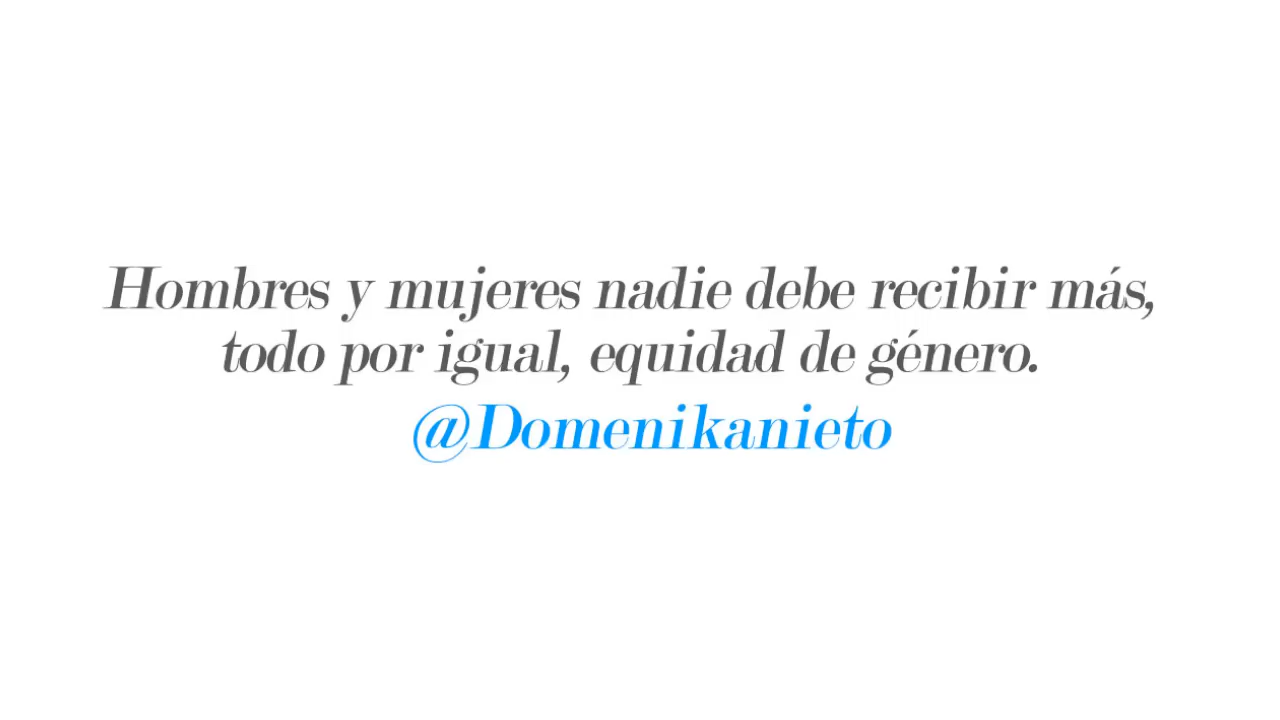 Hombres y mujeres nadie debe recibir más,
todo por igual, equidad de género.
@Domenikanieto